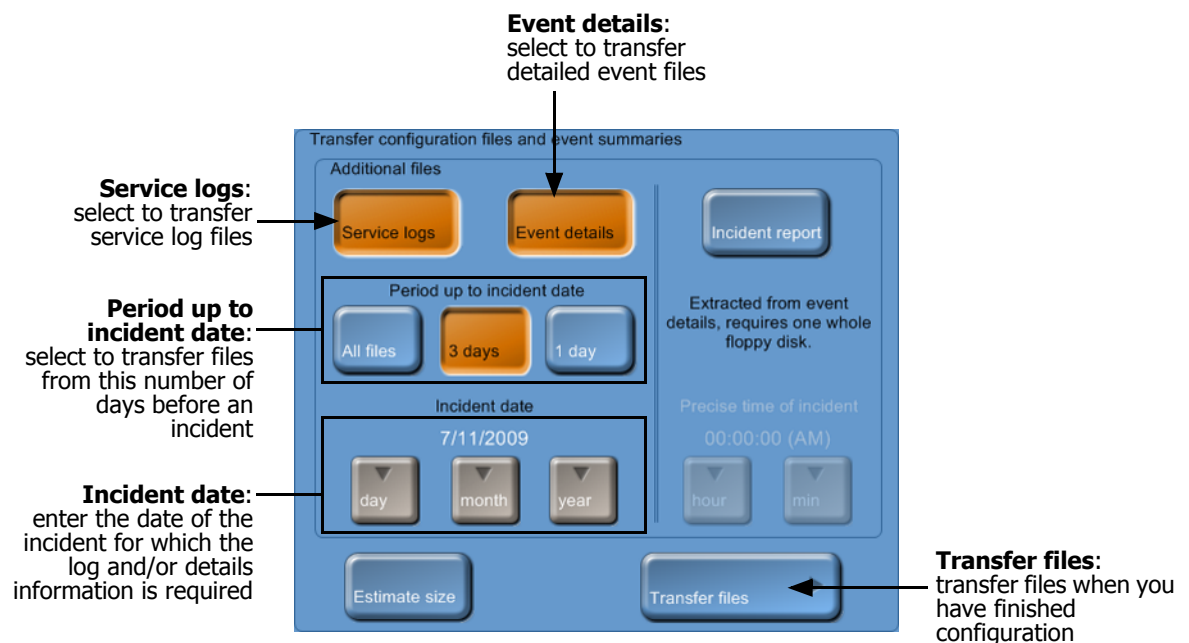 Event details:
select to transfer
detailed event files
Transfer configuration files and event summaries
Additional files
Service logs:
select to transfer
service log files
Service logs
Event details
Incident report
Period up to
incident date:
select to transfer files
from this number of
days before an
incident
Period up to incident date
All files
3 days
1 day
Extracted from event
details, requires one whole
floppy disk.
Incident date
7/11/2009
day
month
year
Precise time of incident
00:00:00 (AM)
hour
min
Incident date:
enter the date of the
incident for which the
log and/or details
information is required
Estimate size
Transfer files
Transfer files:
transfer files when you
have finished
configuration